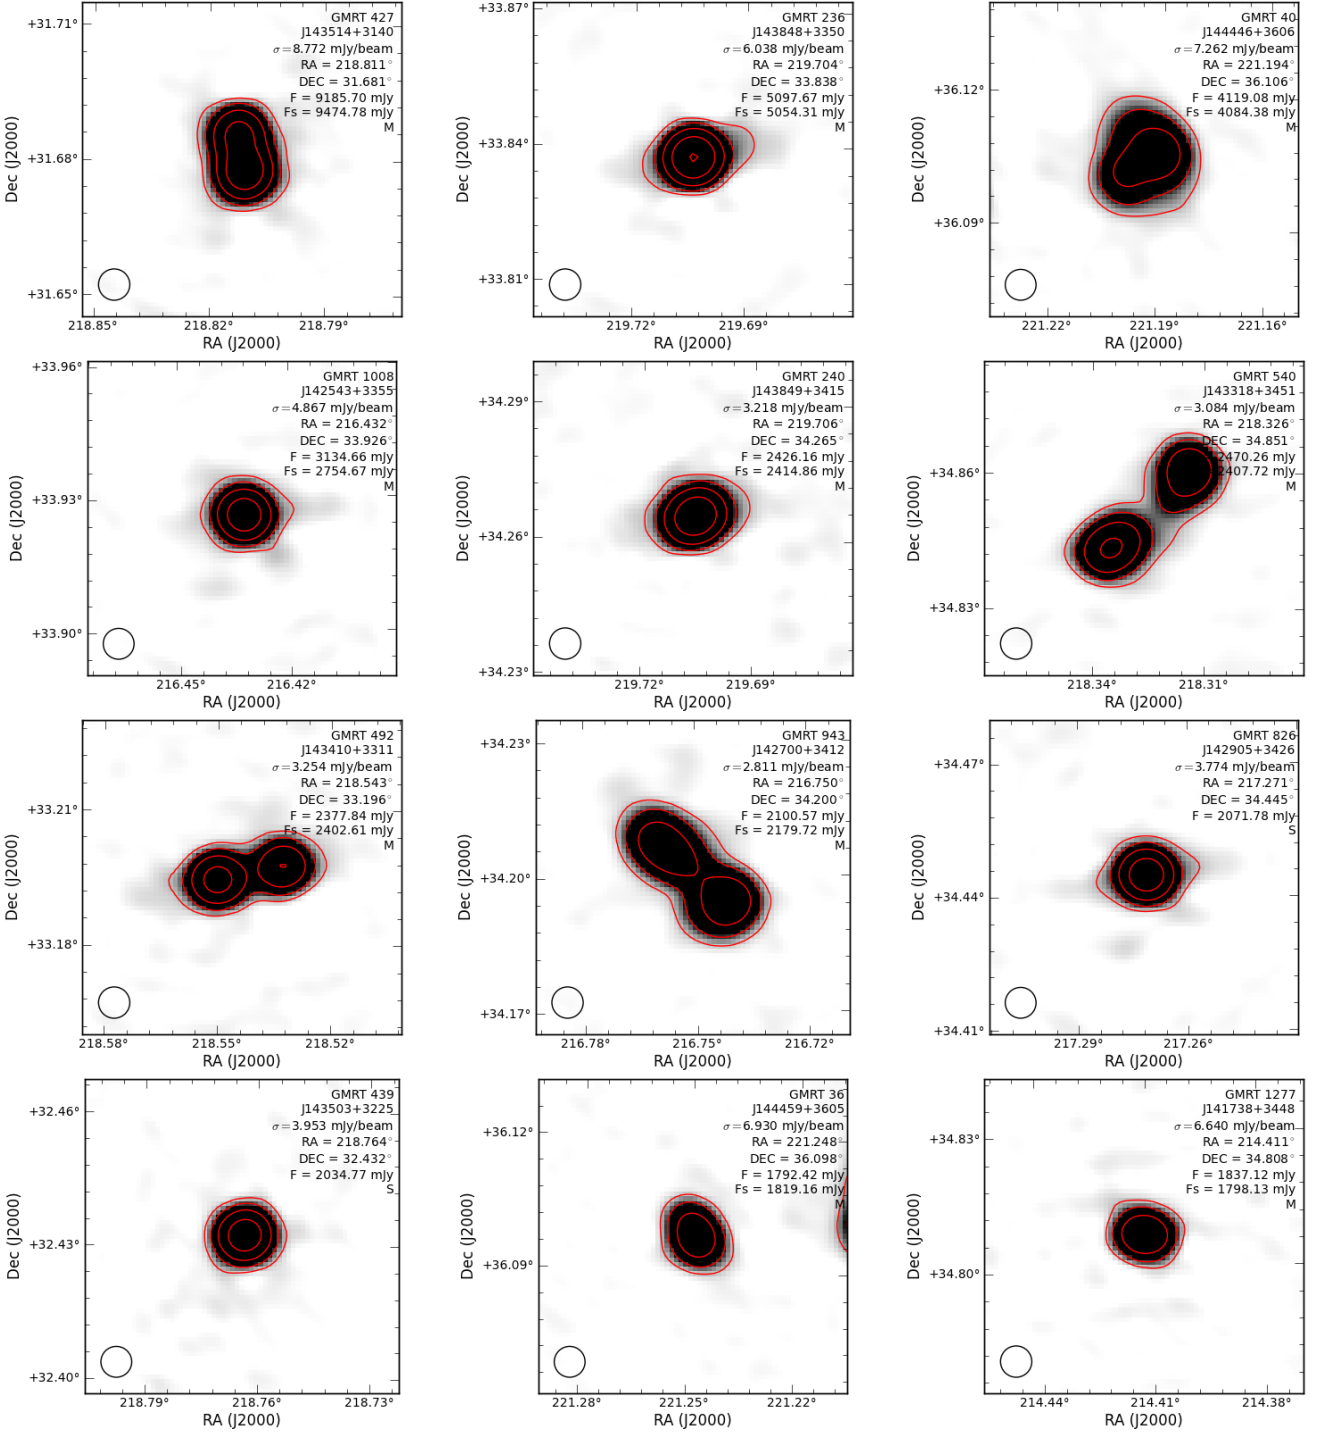 GMRT 427
J143514+3140
σ=8.772 mJy/beam
RA = 218.811°
DEC = 31.681°
F = 9185.70 mJy
Fs = 9474.78 mJy
M
+31.71°
+31.68°
+31.65°
Dec (J2000)
218.85° 218.82° 218.79°
RA (J2000)
GMRT 236
J143848+3350
σ=6.038 mJy/beam
RA = 219.704°
DEC = 33.838°
F = 5097.67 mJy
Fs = 5054.31 mJy
M
+33.87°
+33.84°
+33.81°
Dec (J2000)
219.72° 219.69°
RA (J2000)
GMRT 40
J144446+3606
σ=7.262 mJy/beam
RA = 221.194°
DEC = 36.106°
F = 4119.08 mJy
Fs = 4084.38 mJy
M
+36.12°
+36.09°
Dec (J2000)
221.22° 221.19° 221.16°
RA (J2000)
GMRT 1008
J142543+3355
σ=4.867 mJy/beam
RA = 216.432°
DEC = 33.926°
F = 3134.66 mJy
Fs = 2754.67 mJy
M
+33.96°
+33.93°
+33.90°
Dec (J2000)
216.45° 216.42°
RA (J2000)
GMRT 240
J143849+3415
σ=3.218 mJy/beam
RA = 219.706°
DEC = 34.265°
F = 2426.16 mJy
Fs = 2414.86 mJy
M
+34.29°
+34.26°
+34.23°
Dec (J2000)
219.72° 219.69°
RA (J2000)
GMRT 540
J143318+3451
σ=3.084 mJy/beam
RA = 218.326°
DEC = 34.851°
2470.26 mJy
2407.72 mJy
M
+34.86°
+34.83°
Dec (J2000)
218.34° 218.31°
RA (J2000)
GMRT 492
J143410+3311
σ=3.254 mJy/beam
RA = 218.543°
DEC = 33.196°
F = 2377.84 mJy
Fs = 2402.61 mJy
M
+33.21°
+33.18°
Dec (J2000)
218.58° 218.55° 218.52°
RA (J2000)
GMRT 943
J142700+3412
σ=2.811 mJy/beam
RA = 216.750°
DEC = 34.200°
F = 2100.57 mJy
Fs = 2179.72 mJy
M
+34.23°
+34.20°
+34.17°
Dec (J2000)
216.78° 216.75° 216.72°
RA (J2000)
GMRT 826
J142905+3426
σ=3.774 mJy/beam
RA = 217.271°
DEC = 34.445°
F = 2071.78 mJy
S
+34.47°
+34.44°
+34.41°
Dec (J2000)
217.29° 217.26°
RA (J2000)
GMRT 439
J143503+3225
σ=3.953 mJy/beam
RA = 218.764°
DEC = 32.432°
F = 2034.77 mJy
S
+32.46°
+32.43°
+32.40°
Dec (J2000)
218.79° 218.76° 218.73°
RA (J2000)
GMRT 36
J144459+3605
σ=6.930 mJy/beam
RA = 221.248°
DEC = 36.098°
F = 1792.42 mJy
Fs = 1819.16 mJy
M
+36.12°
+36.09°
Dec (J2000)
221.28° 221.25° 221.22°
RA (J2000)
GMRT 1277
J141738+3448
σ=6.640 mJy/beam
RA = 214.411°
DEC = 34.808°
F = 1837.12 mJy
Fs = 1798.13 mJy
M
+34.83°
+34.80°
Dec (J2000)
214.44° 214.41° 214.38°
RA (J2000)